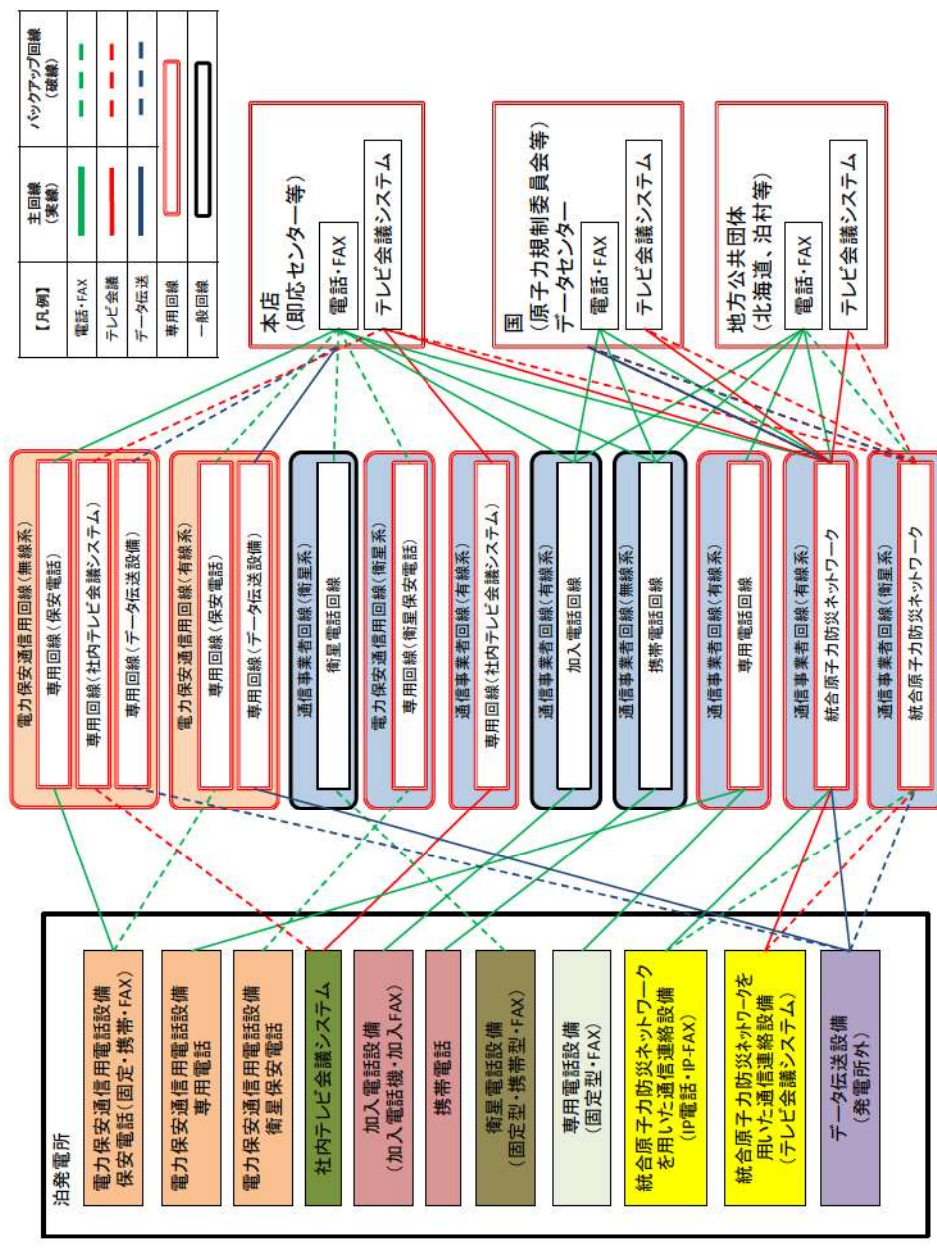 【凡例】
主回線
(実線)
バックアップ回線
(破線)
電話・FAX
テレビ会議
データ伝送
専用回線
一般回線
泊発電所
電力保安通信用電話設備
保安電話(固定・携帯・FAX)
電力保安通信用電話設備
専用電話
電力保安通信用電話設備
衛星保安電話
社内テレビ会議システム
加入電話設備
(加入電話機・加入FAX)
携帯電話
衛星電話設備
(固定型・携帯型・FAX)
専用電話設備
(固定型・FAX)
統合原子力防災ネットワーク
を用いた通信連絡設備
(IP電話・IP-FAX)
統合原子力防災ネットワークを
用いた通信連絡設備
(テレビ会議システム)
データ伝送設備
(発電所外)
電力保安通信用回線(無線系)
専用回線(保安電話)
専用回線(社内テレビ会議システム)
専用回線(データ伝送設備)
電力保安通信用回線(有線系)
専用回線(保安電話)
専用回線(データ伝送設備)
通信事業者回線(衛星系)
衛星電話回線
電力保安通信用回線(衛星系)
専用回線(衛星保安電話)
通信事業者回線(有線系)
専用回線(社内テレビ会議システム)
通信事業者回線(有線系)
加入電話回線
通信事業者回線(無線系)
携帯電話回線
通信事業者回線(有線系)
専用電話回線
通信事業者回線(有線系)
統合原子力防災ネットワーク
通信事業者回線(衛星系)
統合原子力防災ネットワーク
本店
(即応センター等)
電話・FAX
テレビ会議システム
国
(原子力規制委員会等)
データセンター
電話・FAX
テレビ会議システム
地方公共団体
(北海道、泊村等)
電話・FAX
テレビ会議システム